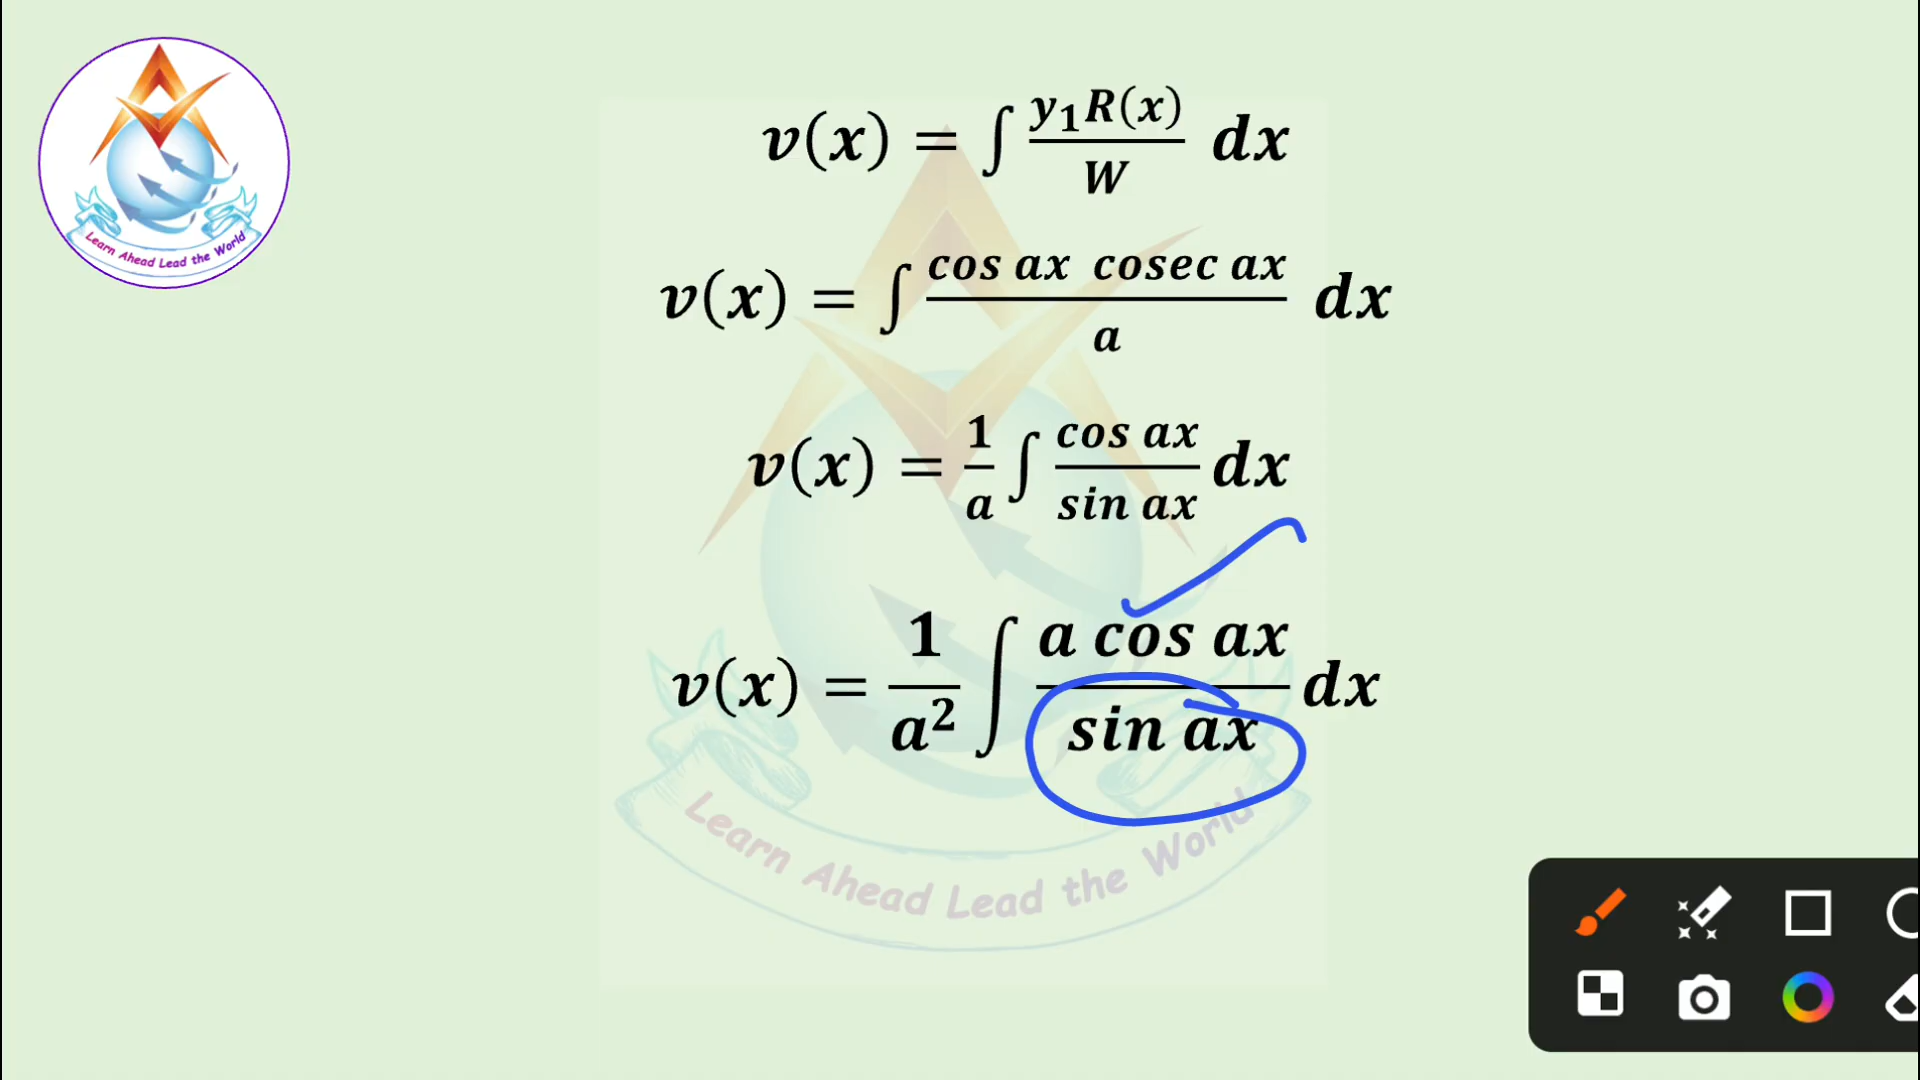 Learn Ahead Lead the World
v(x) = ∫ y₁R(x)/W dx
v(x) = ∫ cos ax cosec ax/a dx
v(x) = 1/a ∫ cos ax/sin ax dx
v(x) = 1/a² ∫ a cos ax/sin ax dx
Learn Ahead Lead the World